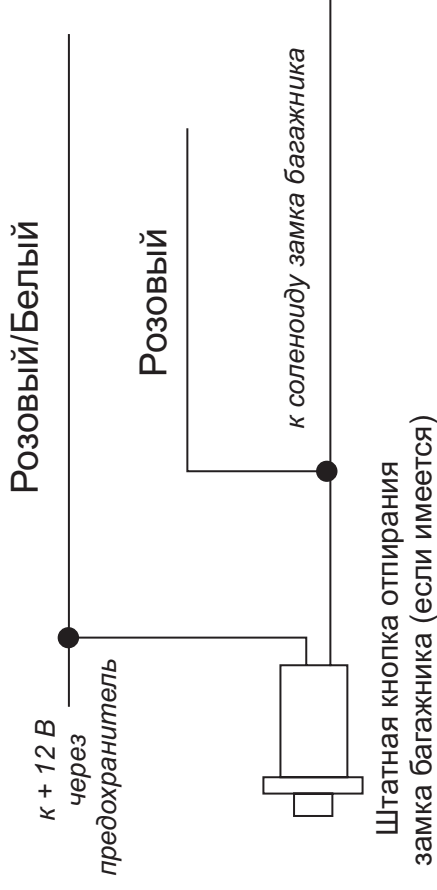 Розовый/Белый
к + 12 В
через
предохранитель
Розовый
к соленоиду замка багажника
Штатная кнопка отпирания
замка багажника (если имеется)